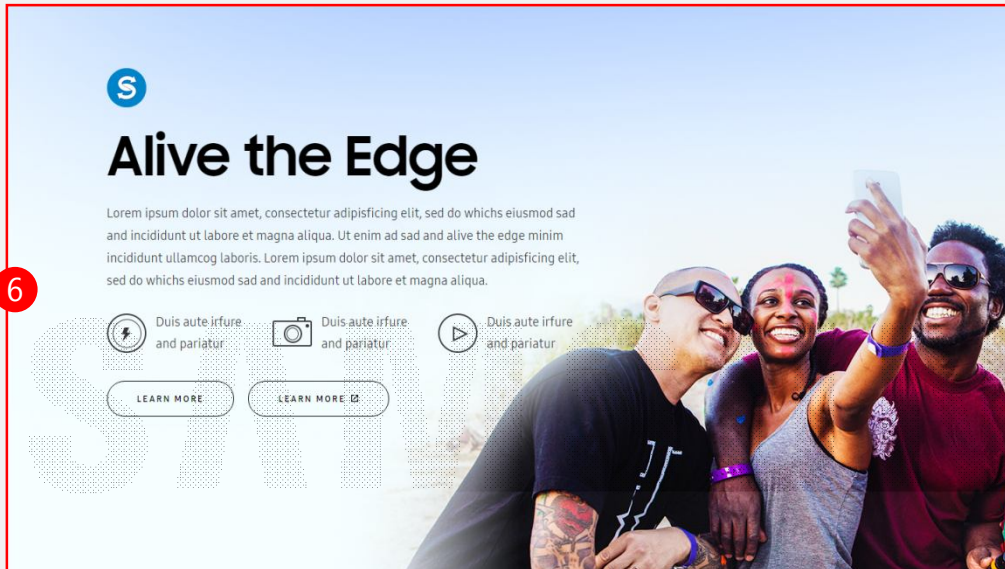 S
Alive the Edge
Lorem ipsum dolor sit amet, consectetur adipisficing elit, sed do whichs eiusmod sad
and incididunt ut labore et magna aliqua. Ut enim ad sad and alive the edge minim
incididunt ullamcog laboris. Lorem ipsum dolor sit amet, consectetur adipisficing elit,
sed do whichs eiusmod sad and incididunt ut labore et magna aliqua.
6
Duis aute irfure
and pariatur
Duis aute irfure
and pariatur
Duis aute irfure
and pariatur
LEARN MORE
LEARN MORE